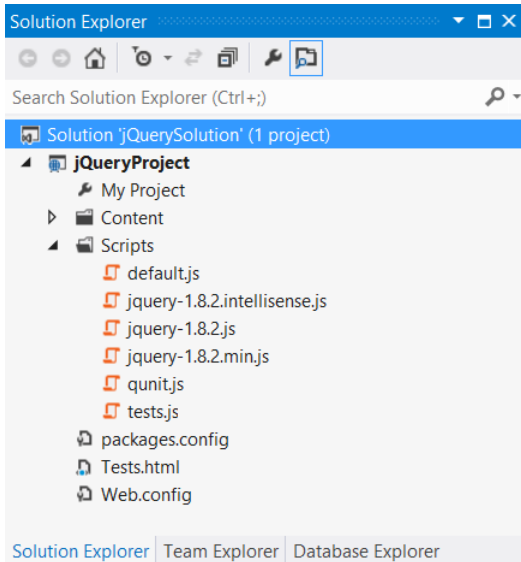 Solution Explorer
Search Solution Explorer (Ctrl+;)
Solution 'jQuerySolution' (1 project)
jQueryProject
My Project
Content
Scripts
default.js
jquery-1.8.2.intellisense.js
jquery-1.8.2.js
jquery-1.8.2.min.js
qunit.js
tests.js
packages.config
Tests.html
Web.config
Solution Explorer Team Explorer Database Explorer